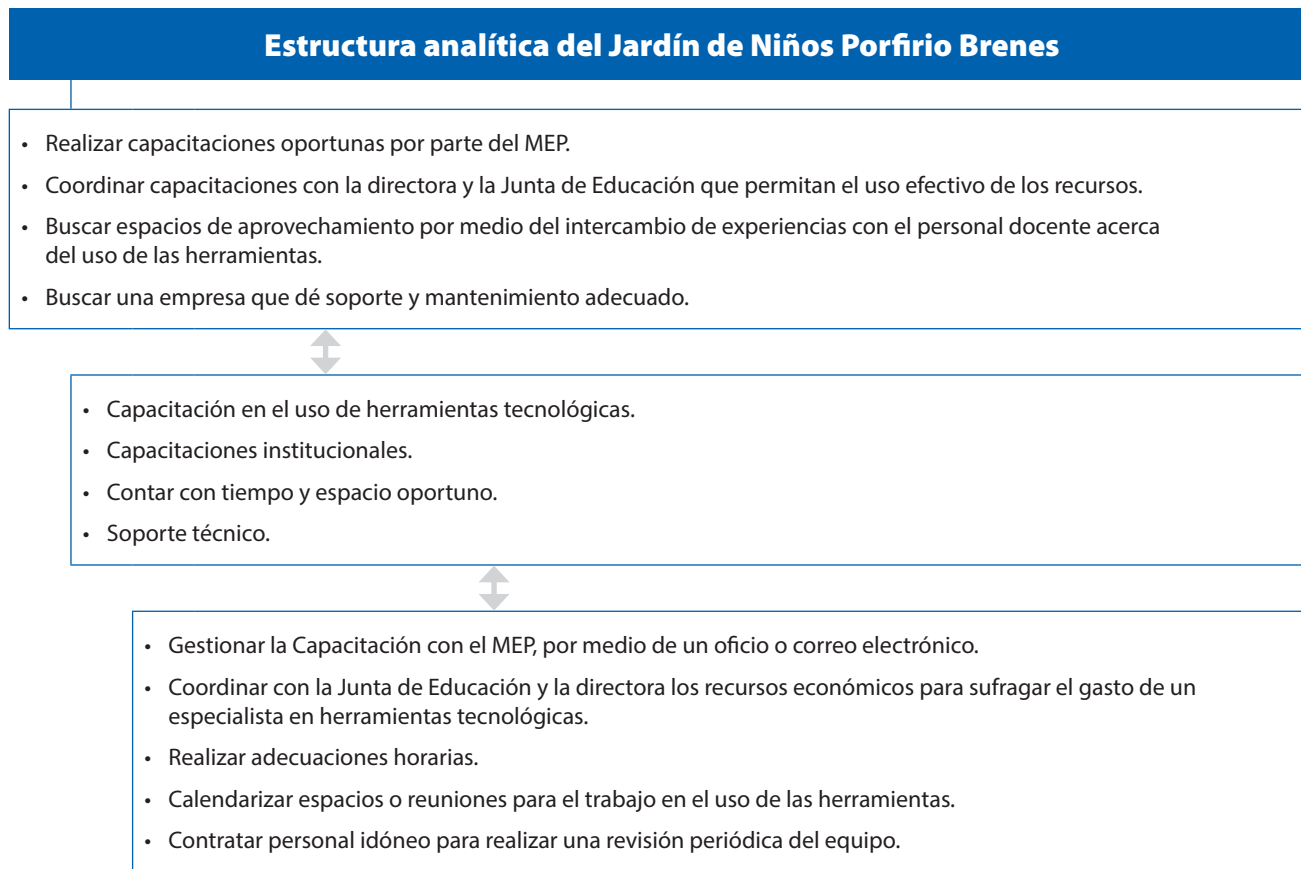 Estructura analítica del Jardín de Niños Porfirio Brenes
• Realizar capacitaciones oportunas por parte del MEP.
• Coordinar capacitaciones con la directora y la Junta de Educación que permitan el uso efectivo de los recursos.
• Buscar espacios de aprovechamiento por medio del intercambio de experiencias con el personal docente acerca
del uso de las herramientas.
• Buscar una empresa que dé soporte y mantenimiento adecuado.
• Capacitación en el uso de herramientas tecnológicas.
• Capacitaciones institucionales.
• Contar con tiempo y espacio oportuno.
• Soporte técnico.
• Gestionar la Capacitación con el MEP, por medio de un oficio o correo electrónico.
• Coordinar con la Junta de Educación y la directora los recursos económicos para sufragar el gasto de un
especialista en herramientas tecnológicas.
• Realizar adecuaciones horarias.
• Calendarizar espacios o reuniones para el trabajo en el uso de las herramientas.
• Contratar personal idóneo para realizar una revisión periódica del equipo.